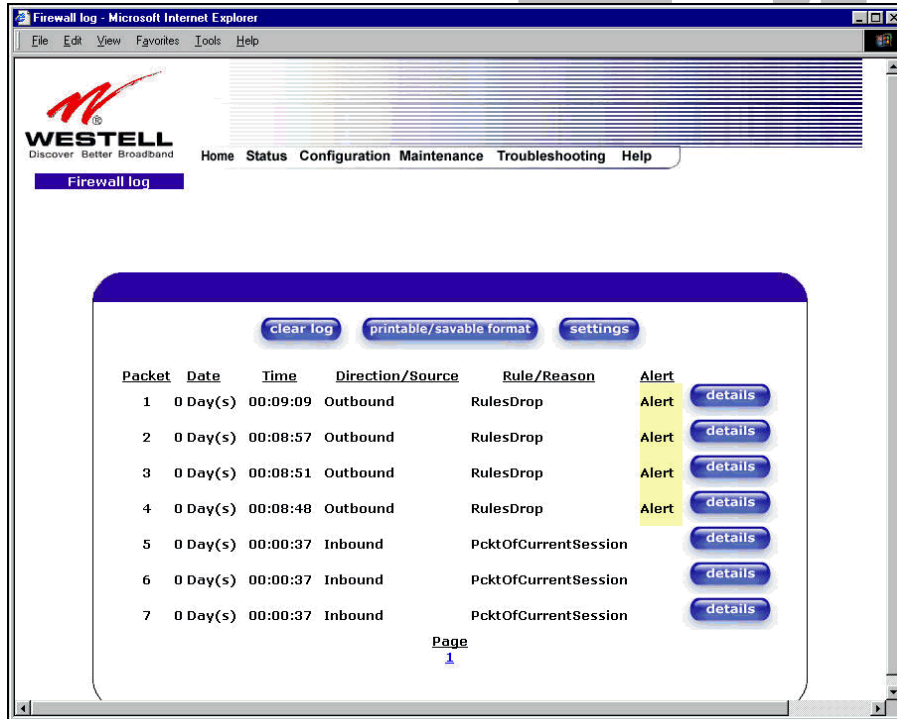 Firewall log - Microsoft Internet Explorer
File Edit View Favorites Tools Help
®
WESTELL
Discover Better Broadband
Home Status Configuration Maintenance Troubleshooting Help
Firewall log
clear log printable/savable format settings
Packet Date Time Direction/Source Rule/Reason Alert
1 0 Day(s) 00:09:09 Outbound RulesDrop Alert details
2 0 Day(s) 00:08:57 Outbound RulesDrop Alert details
3 0 Day(s) 00:08:51 Outbound RulesDrop Alert details
4 0 Day(s) 00:08:48 Outbound RulesDrop Alert details
5 0 Day(s) 00:00:37 Inbound PcktOfCurrentSession details
6 0 Day(s) 00:00:37 Inbound PcktOfCurrentSession details
7 0 Day(s) 00:00:37 Inbound PcktOfCurrentSession details
Page
1